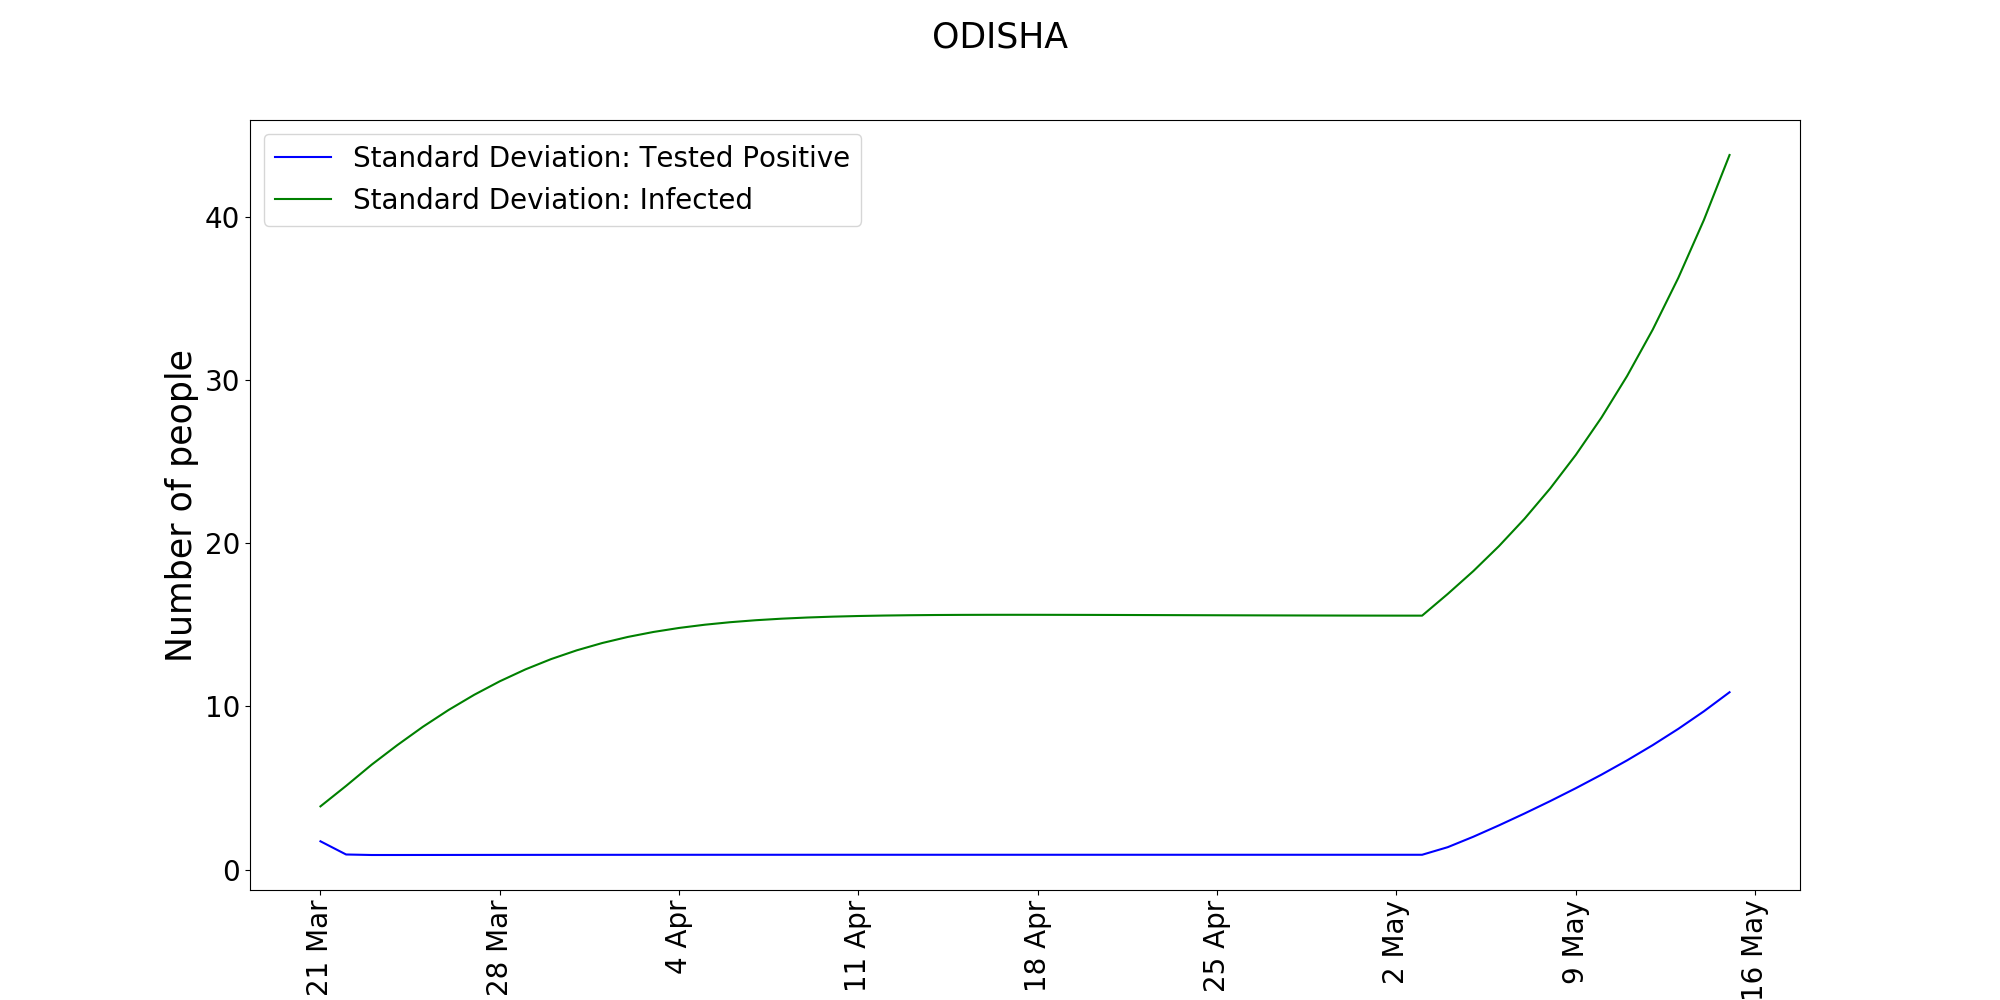 ODISHA
Standard Deviation: Tested Positive
Standard Deviation: Infected
Number of people
40
30
20
10
0
21 Mar
28 Mar
4 Apr
11 Apr
18 Apr
25 Apr
2 May
9 May
16 May